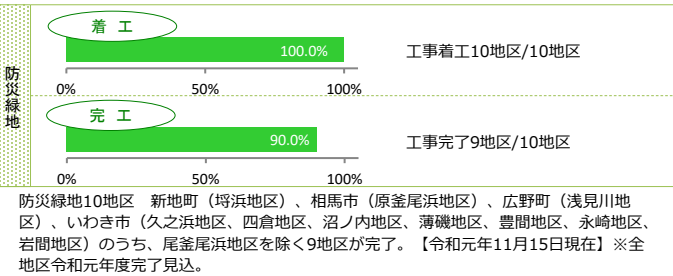 着 工
100.0%
工事着工10地区/10地区
0% 50% 100%
防災緑地
完 工
90.0%
工事完了9地区/10地区
0% 50% 100%
防災緑地10地区 新地町（埒浜地区）、相馬市（原釜尾浜地区）、広野町（浅見川地
区）、いわき市（久之浜地区、四倉地区、沼ノ内地区、薄磯地区、豊間地区、永崎地区、
岩間地区）のうち、尾釜尾浜地区を除く9地区が完了。【令和元年11月15日現在】※全
地区令和元年度完了見込。